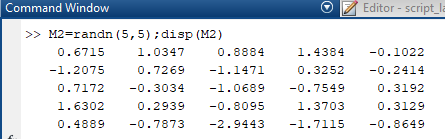 Command Window
Editor - script_la
>> M2=randn(5,5);disp(M2)
0.6715 1.0347 0.8884 1.4384 -0.1022
-1.2075 0.7269 -1.1471 0.3252 -0.2414
0.7172 -0.3034 -1.0689 -0.7549 0.3192
1.6302 0.2939 -0.8095 1.3703 0.3129
0.4889 -0.7873 -2.9443 -1.7115 -0.8649